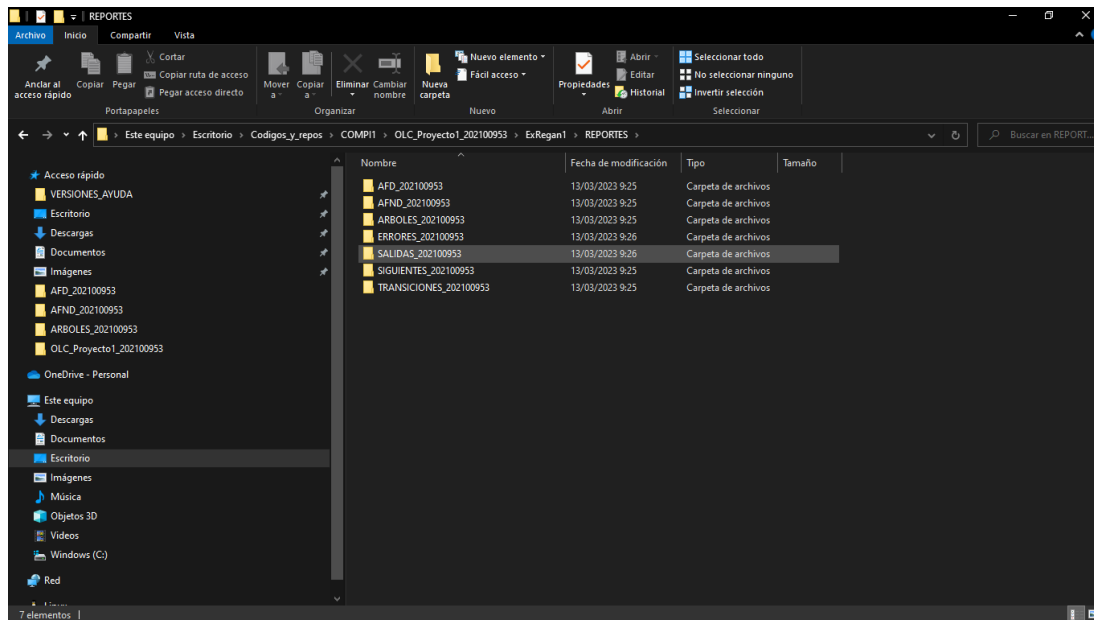 REPORTES
Archivo Inicio Compartir Vista
Anclar al acceso rápido
Copiar
Pegar
Cortar
Copiar ruta de acceso
Pegar acceso directo
Portapapeles
Mover a
Copiar a
Eliminar
Cambiar nombre
Organizar
Nueva carpeta
Nuevo elemento
Fácil acceso
Nuevo
Propiedades
Abrir
Editar
Historial
Abrir
Seleccionar todo
No seleccionar ninguno
Invertir selección
Seleccionar
Este equipo > Escritorio > Codigos_y_repos > COMPI1 > OLC_Proyecto1_202100953 > ExRegan1 > REPORTES >
Buscar en REPORT...
Acceso rápido
VERSIONES_AYUDA
Escritorio
Descargas
Documentos
Imágenes
AFD_202100953
AFND_202100953
ARBOLES_202100953
OLC_Proyecto1_202100953
OneDrive - Personal
Este equipo
Descargas
Documentos
Escritorio
Imágenes
Música
Objetos 3D
Videos
Windows (C:)
Red
Nombre Fecha de modificación Tipo Tamaño
AFD_202100953 13/03/2023 9:25 Carpeta de archivos
AFND_202100953 13/03/2023 9:25 Carpeta de archivos
ARBOLES_202100953 13/03/2023 9:25 Carpeta de archivos
ERRORES_202100953 13/03/2023 9:26 Carpeta de archivos
SALIDAS_202100953 13/03/2023 9:26 Carpeta de archivos
SIGUIENTES_202100953 13/03/2023 9:25 Carpeta de archivos
TRANSICIONES_202100953 13/03/2023 9:25 Carpeta de archivos
7 elementos